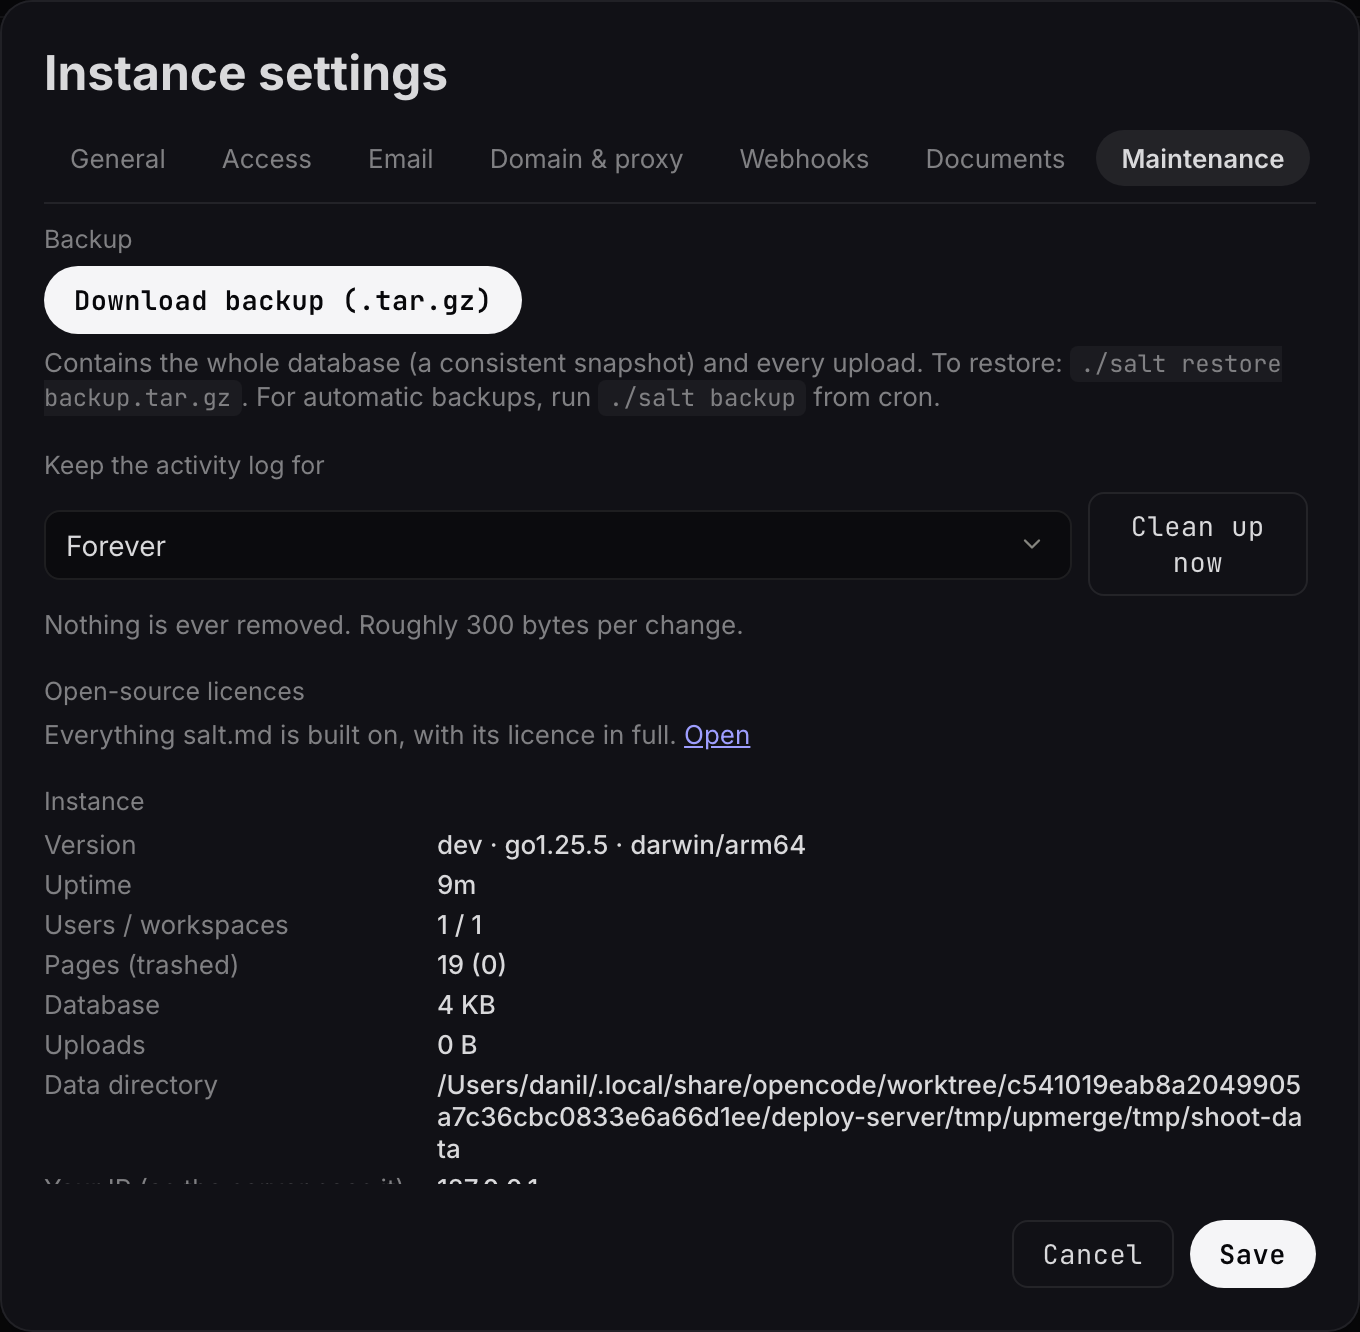 Instance settings
General Access Email Domain & proxy Webhooks Documents Maintenance
Backup
Download backup (.tar.gz)
Contains the whole database (a consistent snapshot) and every upload. To restore: ./salt restore
backup.tar.gz. For automatic backups, run ./salt backup from cron.
Keep the activity log for
Forever
Clean up
now
Nothing is ever removed. Roughly 300 bytes per change.
Open-source licences
Everything salt.md is built on, with its licence in full. Open
Instance
Version dev · go1.25.5 · darwin/arm64
Uptime 9m
Users / workspaces 1 / 1
Pages (trashed) 19 (0)
Database 4 KB
Uploads 0 B
Data directory /Users/danil/.local/share/opencode/worktree/c541019eab8a2049905
a7c36cbc0833e6a66d1ee/deploy-server/tmp/upmerge/tmp/shoot-da
ta
Cancel Save